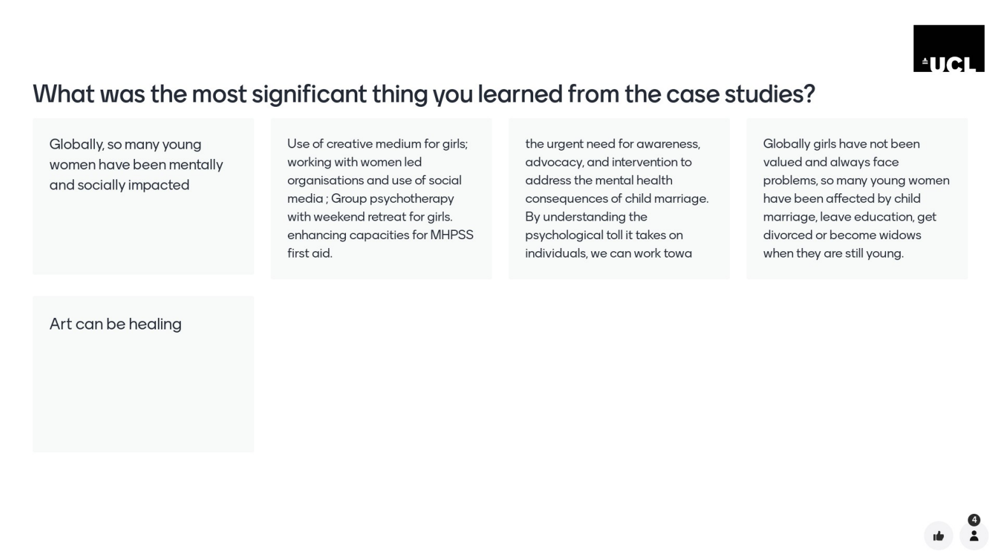 UCL
What was the most significant thing you learned from the case studies?
Globally, so many young
women have been mentally
and socially impacted
Use of creative medium for girls;
working with women led
organisations and use of social
media ; Group psychotherapy
with weekend retreat for girls.
enhancing capacities for MHPSS
first aid.
the urgent need for awareness,
advocacy, and intervention to
address the mental health
consequences of child marriage.
By understanding the
psychological toll it takes on
individuals, we can work towa
Globally girls have not been
valued and always face
problems, so many young women
have been affected by child
marriage, leave education, get
divorced or become widows
when they are still young.
Art can be healing
4